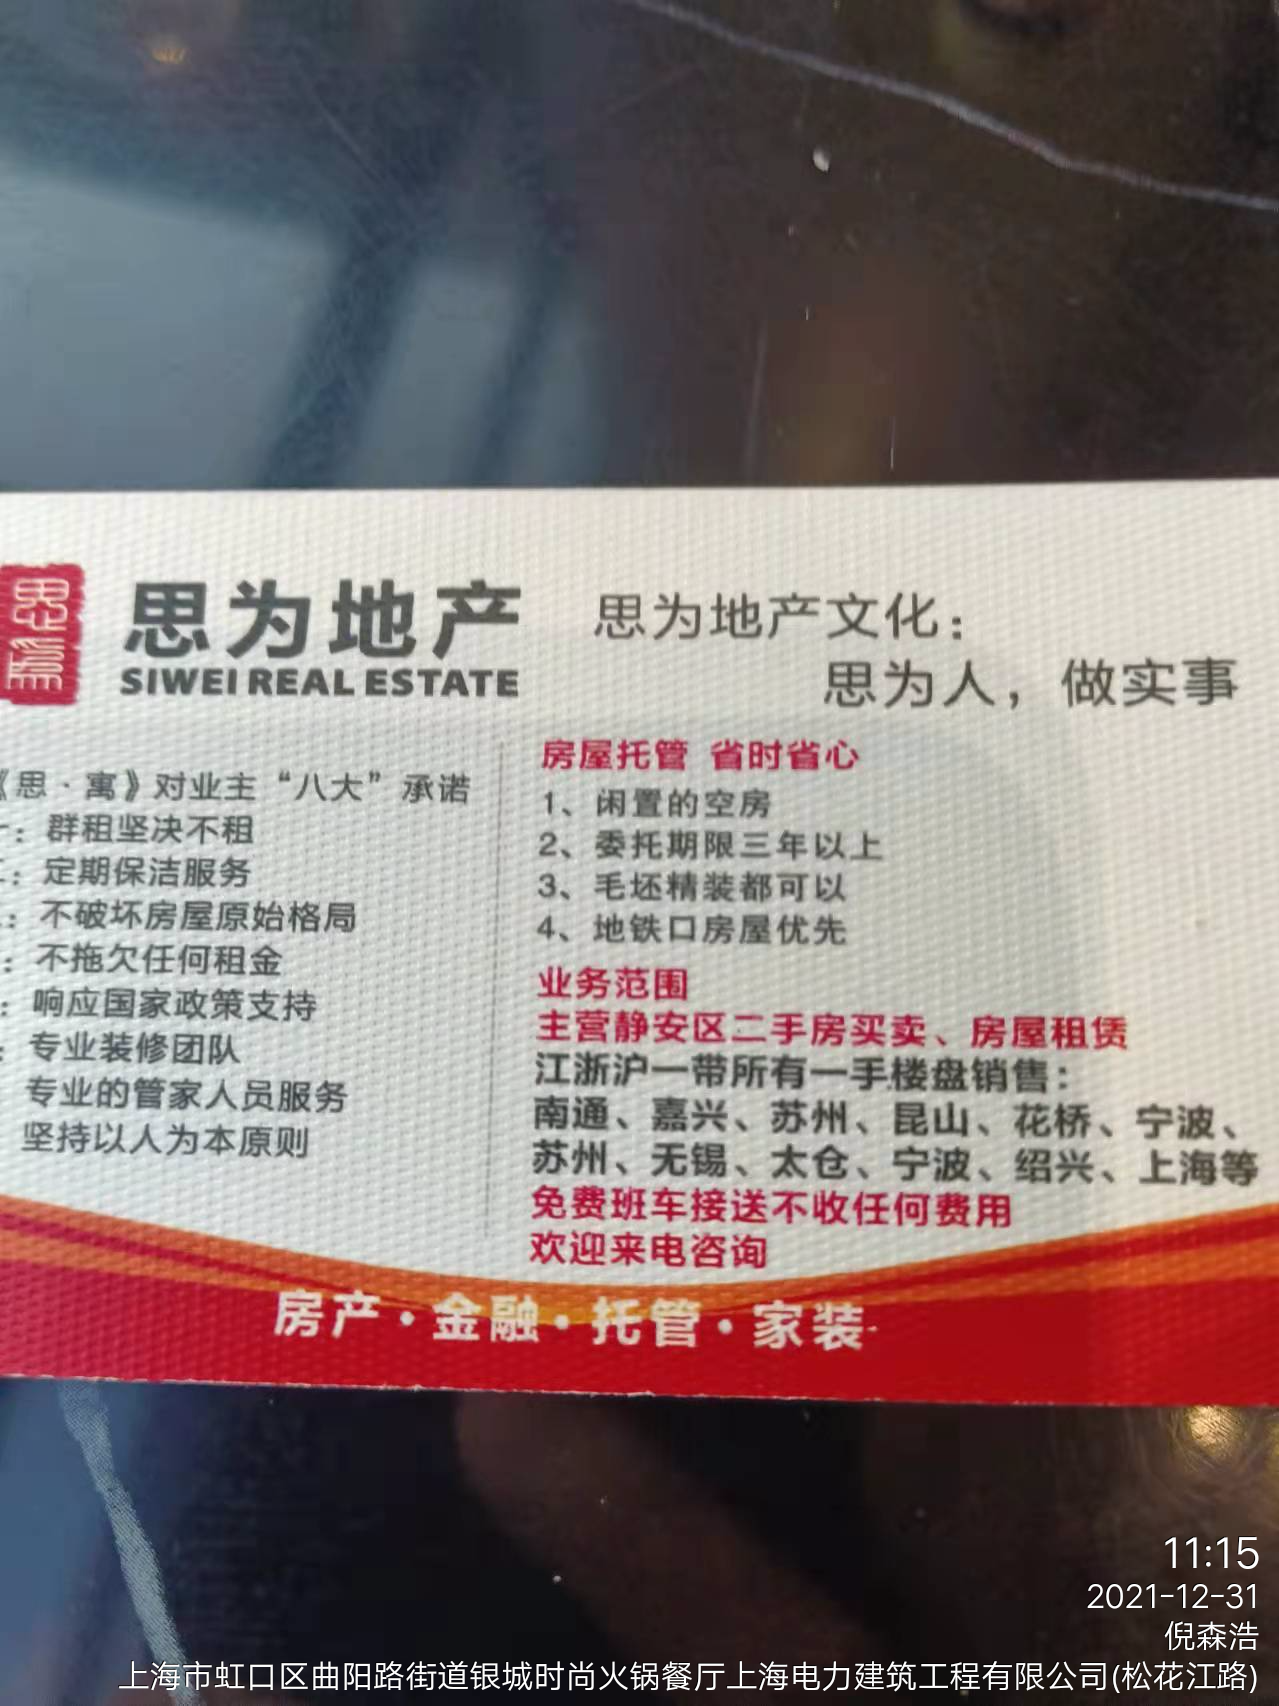 思为
思为地产
SIWEI REAL ESTATE
思为地产文化：
思为人，做实事
《思·寓》对业主“八大”承诺
：群租坚决不租
：定期保洁服务
：不破坏房屋原始格局
：不拖欠任何租金
：响应国家政策支持
：专业装修团队
专业的管家人员服务
坚持以人为本原则
房屋托管 省时省心
1、闲置的空房
2、委托期限三年以上
3、毛坯精装都可以
4、地铁口房屋优先
业务范围
主营静安区二手房买卖、房屋租赁
江浙沪一带所有一手楼盘销售：
南通、嘉兴、苏州、昆山、花桥、宁波、
苏州、无锡、太仓、宁波、绍兴、上海等
免费班车接送不收任何费用
欢迎来电咨询
房产·金融·托管·家装
11:15
2021-12-31
倪森浩
上海市虹口区曲阳路街道银城时尚火锅餐厅上海电力建筑工程有限公司(松花江路)